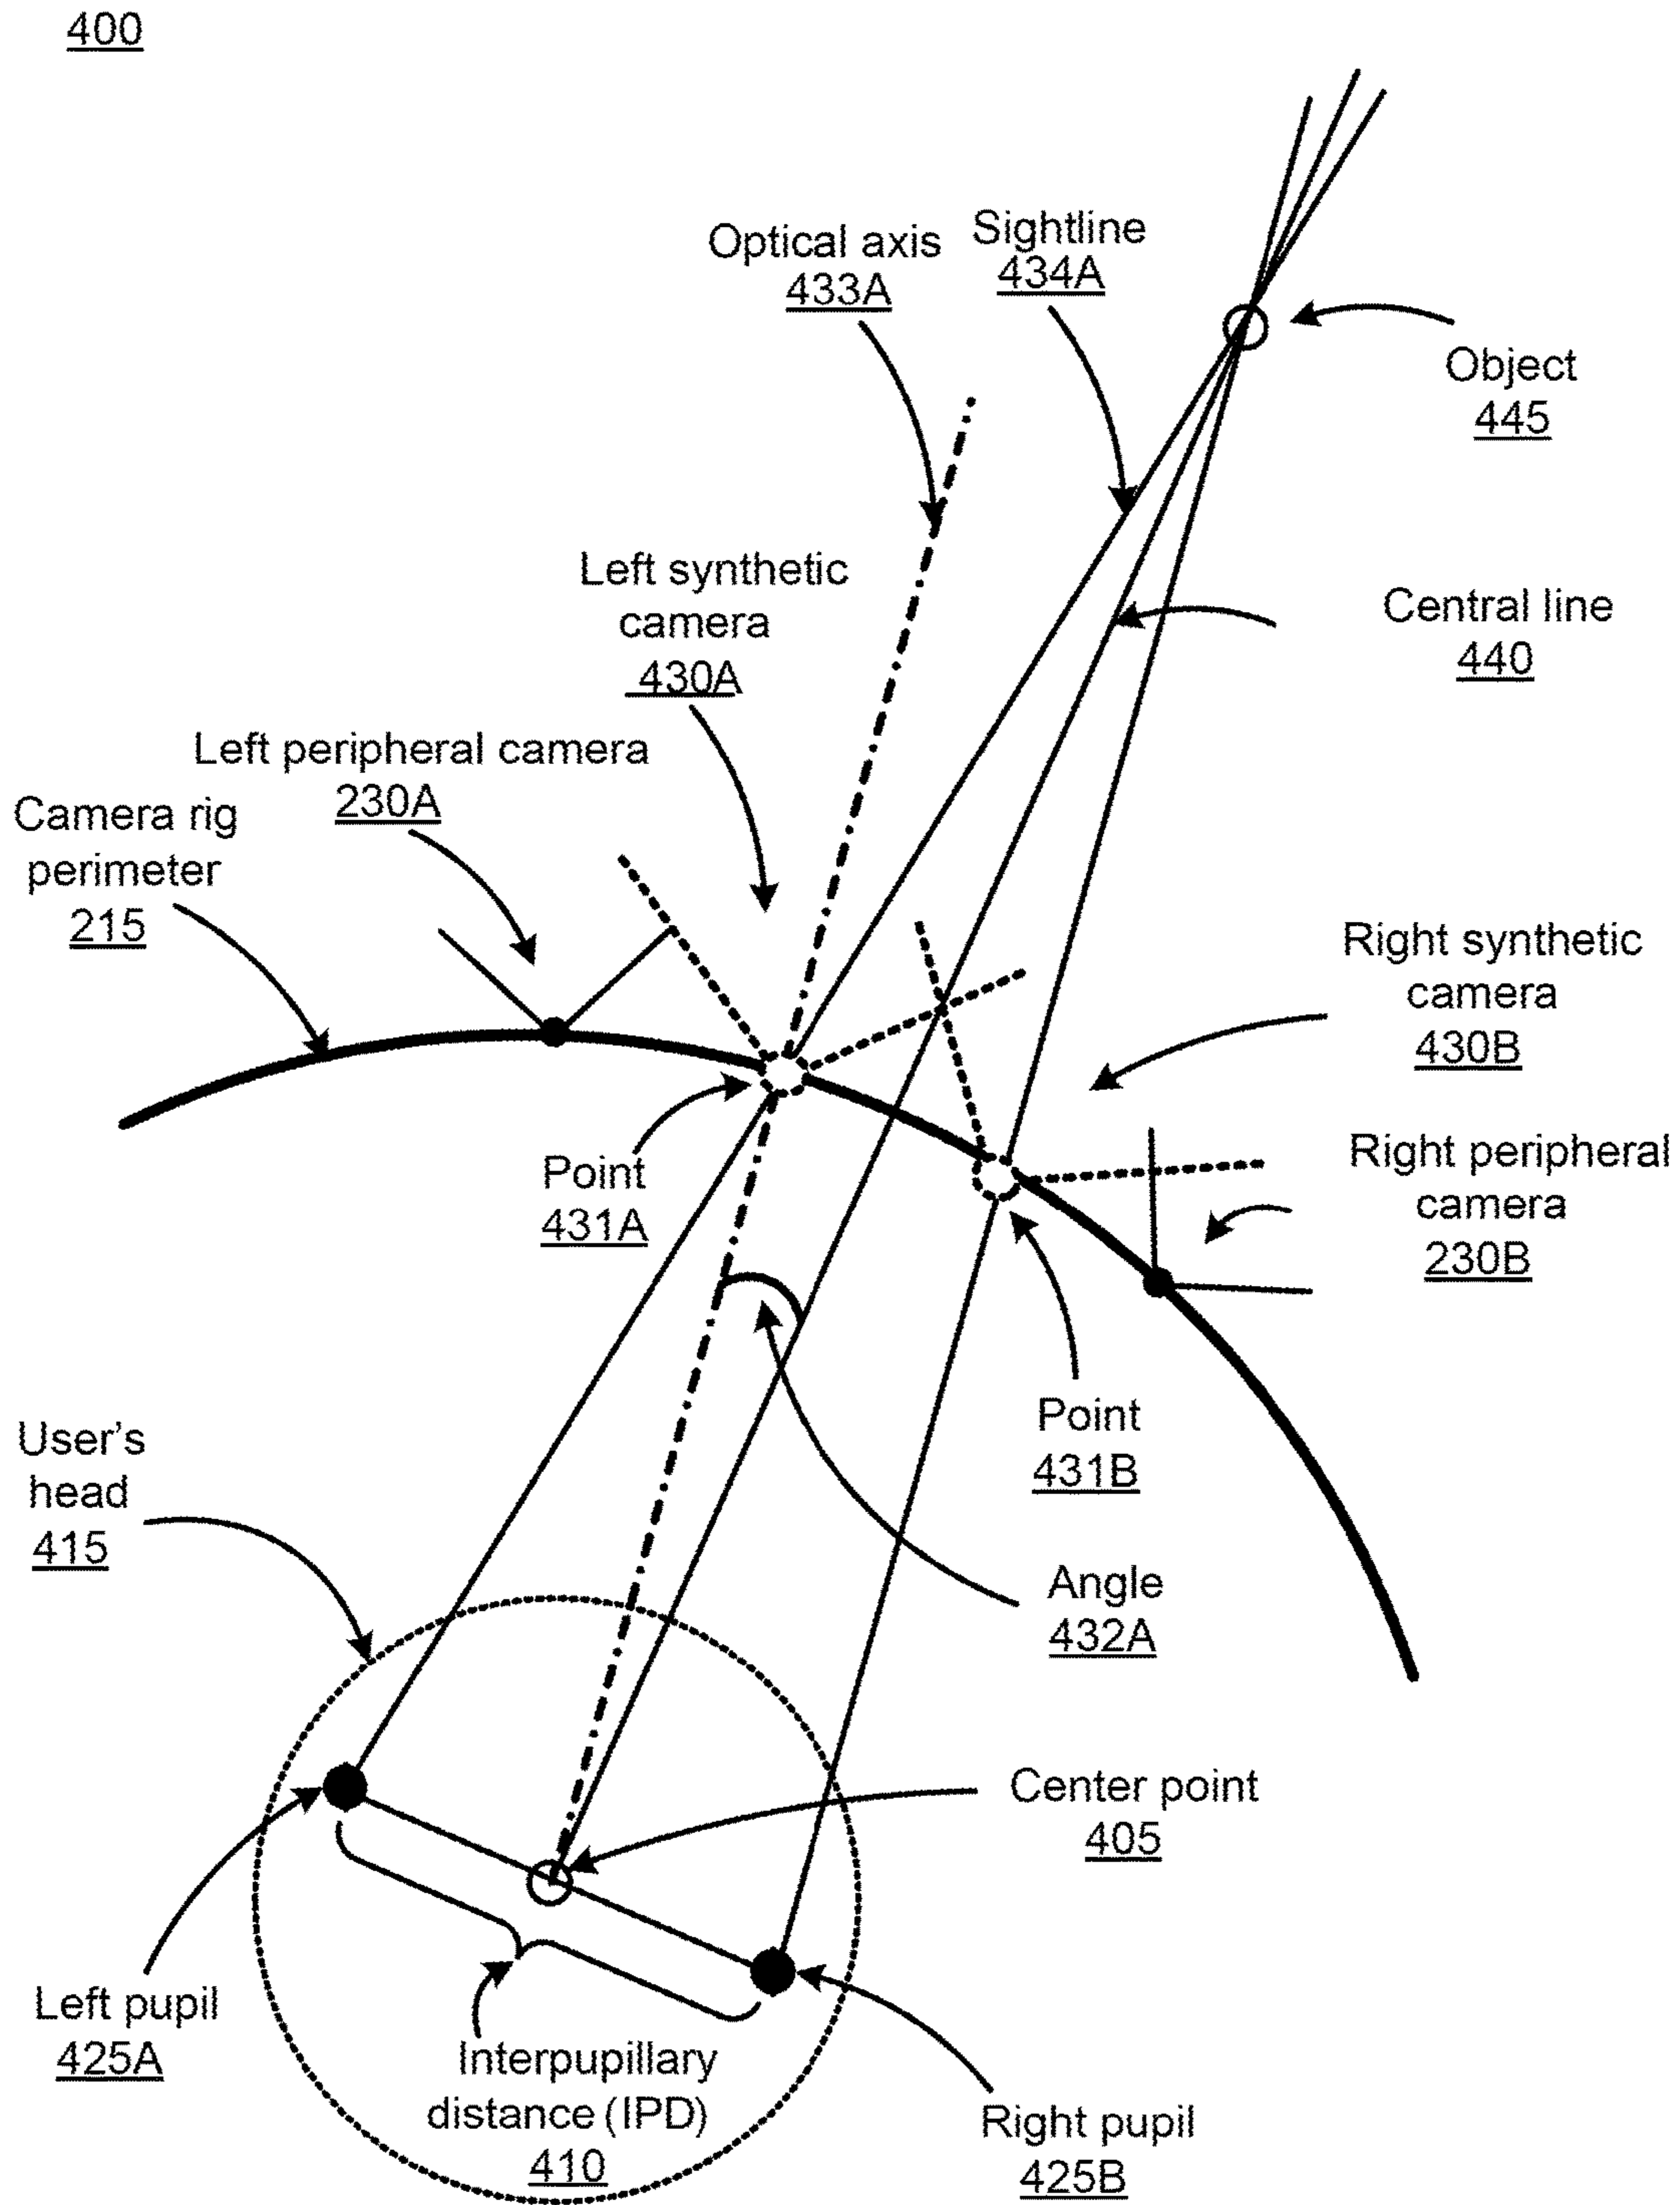 400
Optical axis
433A
Sightline
434A
Object
445
Left synthetic
camera
430A
Central line
440
Left peripheral camera
230A
Camera rig
perimeter
215
Right synthetic
camera
430B
Point
431A
Right peripheral
camera
230B
Point
431B
User's
head
415
Angle
432A
Center point
405
Left pupil
425A
Interpupillary
distance (IPD)
410
Right pupil
425B